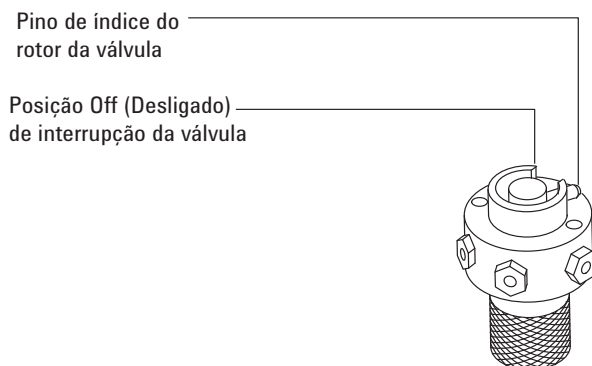 Pino de índice do
rotor da válvula
Posição Off (Desligado)
de interrupção da válvula